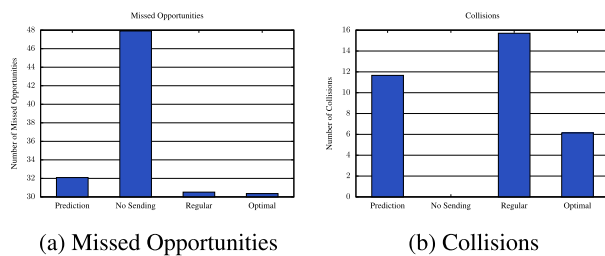 Missed Opportunities
Number of Missed Opportunities
48
46
44
42
40
38
36
34
32
30
Prediction No Sending Regular Optimal
(a) Missed Opportunities
Collisions
Number of Collisions
16
14
12
10
8
6
4
2
0
Prediction No Sending Regular Optimal
(b) Collisions